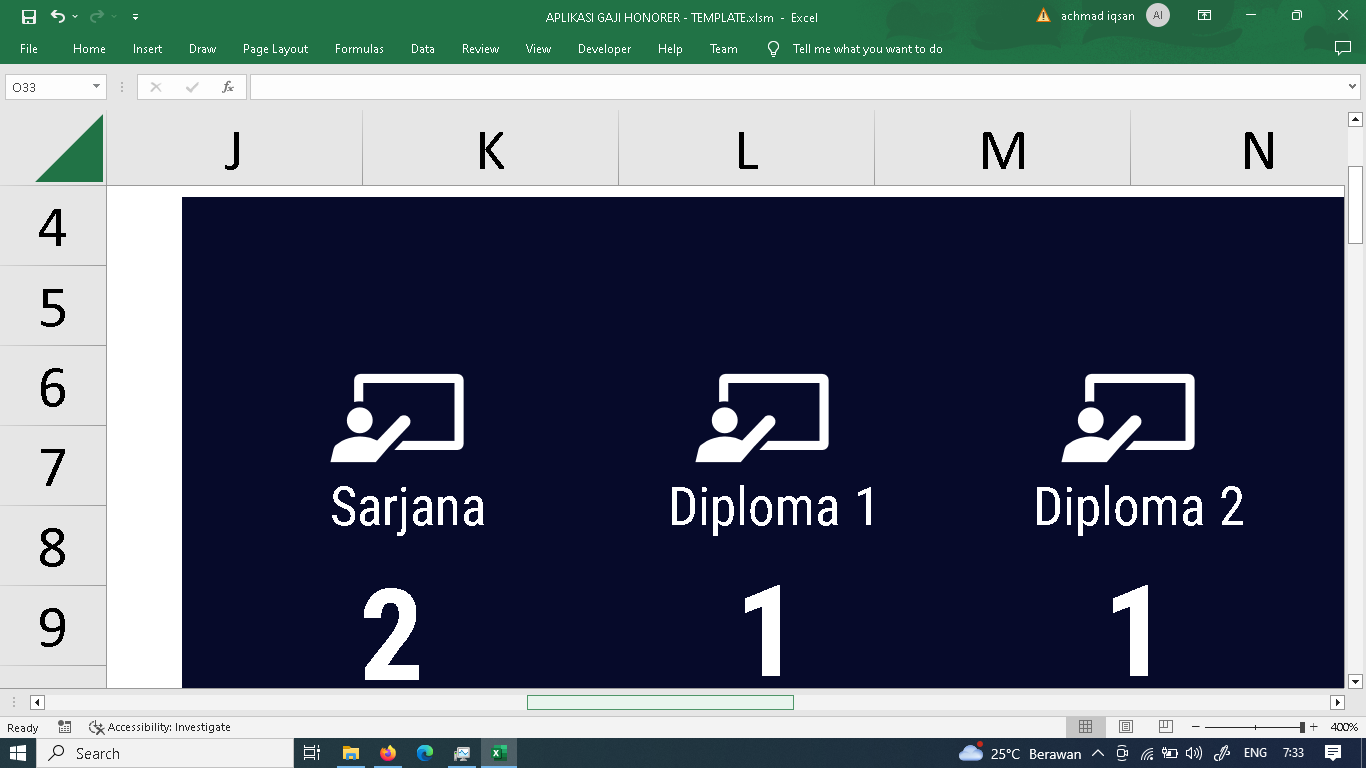 APLIKASI GAJI HONORER - TEMPLATE.xlsm - Excel
achmad iqsan
AI
File Home Insert Draw Page Layout Formulas Data Review View Developer Help Team Tell me what you want to do
O33
fx
J K L M N
4
5
6
7
8
9
Sarjana Diploma 1 Diploma 2
2 1 1
Ready Accessibility: Investigate 400%
Search 25°C Berawan ENG 7:33